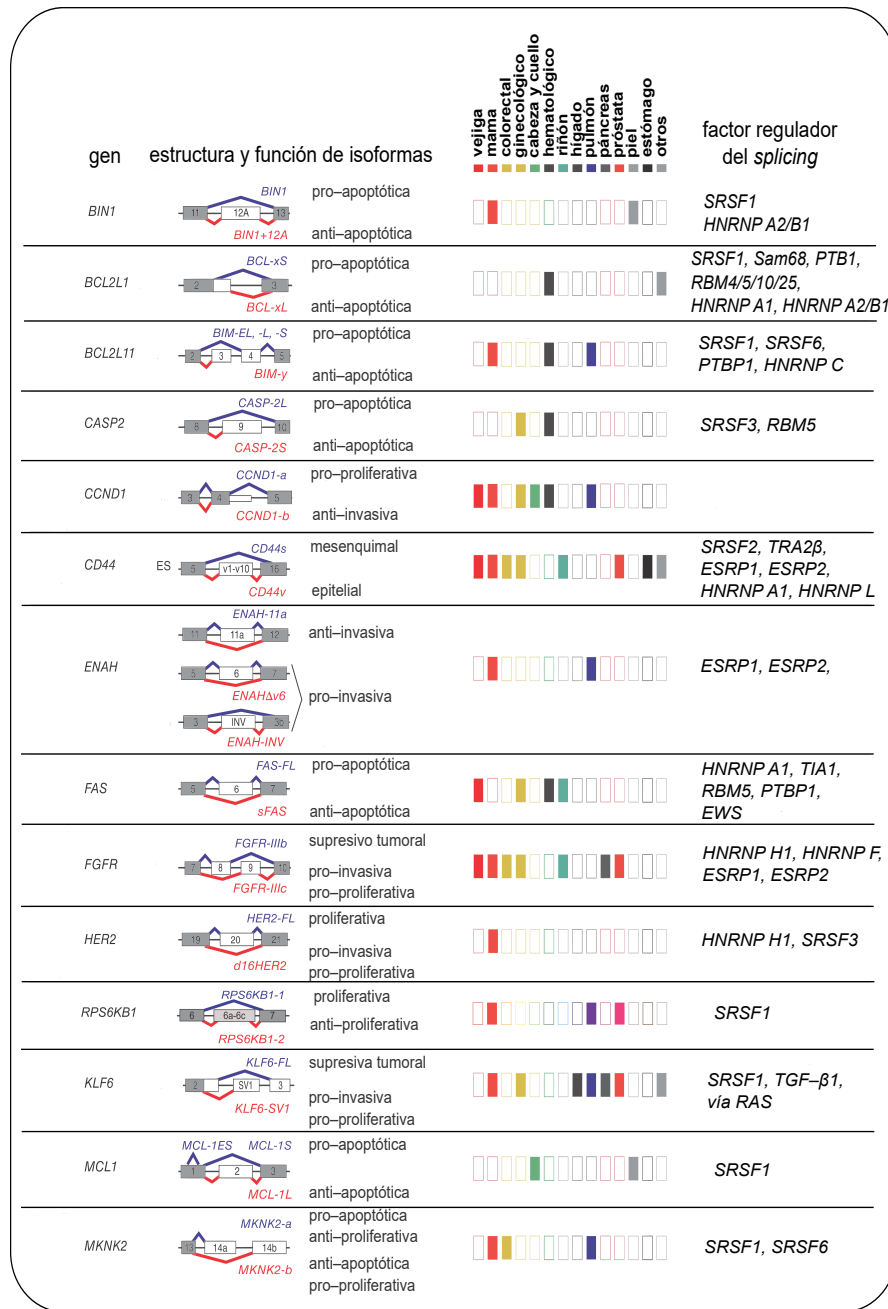 vejiga
mama
colorectal
ginecológico
cabeza y cuello
hematológico
riñón
hígado
pulmón
páncreas
próstata
piel
estómago
otros
gen
estructura y función de isoformas
factor regulador
del splicing
BIN1
BIN1
11
12A
13
BIN1+12A
pro–apoptótica
anti–apoptótica
SRSF1
HNRNP A2/B1
BCL2L1
BCL-xS
2
3
BCL-xL
pro–apoptótica
anti–apoptótica
SRSF1, Sam68, PTB1,
RBM4/5/10/25,
HNRNP A1, HNRNP A2/B1
BCL2L11
BIM-EL, -L, -S
2
3
4
5
BIM-y
pro–apoptótica
anti–apoptótica
SRSF1, SRSF6,
PTBP1, HNRNP C
CASP2
CASP-2L
8
9
10
CASP-2S
pro–apoptótica
anti–apoptótica
SRSF3, RBM5
CCND1
CCND1-a
3
4
5
CCND1-b
pro–proliferativa
anti–invasiva
CD44
ES
CD44s
5
v1-v10
16
CD44v
mesenquimal
epitelial
SRSF2, TRA2β,
ESRP1, ESRP2,
HNRNP A1, HNRNP L
ENAH
ENAH-11a
11
11a
12
anti–invasiva
5
6
7
ENAHΔv6
pro–invasiva
3
INV
3b
ENAH-INV
ESRP1, ESRP2,
FAS
FAS-FL
5
6
7
sFAS
pro–apoptótica
anti–apoptótica
HNRNP A1, TIA1,
RBM5, PTBP1,
EWS
FGFR
FGFR-IIIb
7
8
9
10
FGFR-IIIc
supresivo tumoral
pro–invasiva
pro–proliferativa
HNRNP H1, HNRNP F,
ESRP1, ESRP2
HER2
HER2-FL
19
20
21
d16HER2
proliferativa
pro–invasiva
pro–proliferativa
HNRNP H1, SRSF3
RPS6KB1
RPS6KB1-1
6
6a-6c
7
RPS6KB1-2
proliferativa
anti–proliferativa
SRSF1
KLF6
KLF6-FL
2
SV1
3
KLF6-SV1
supresiva tumoral
pro–invasiva
pro–proliferativa
SRSF1, TGF–β1,
vía RAS
MCL1
MCL-1ES
MCL-1S
1
2
3
MCL-1L
pro–apoptótica
anti–apoptótica
SRSF1
MKNK2
MKNK2-a
13
14a
14b
MKNK2-b
pro–apoptótica
anti–proliferativa
anti–apoptótica
pro–proliferativa
SRSF1, SRSF6